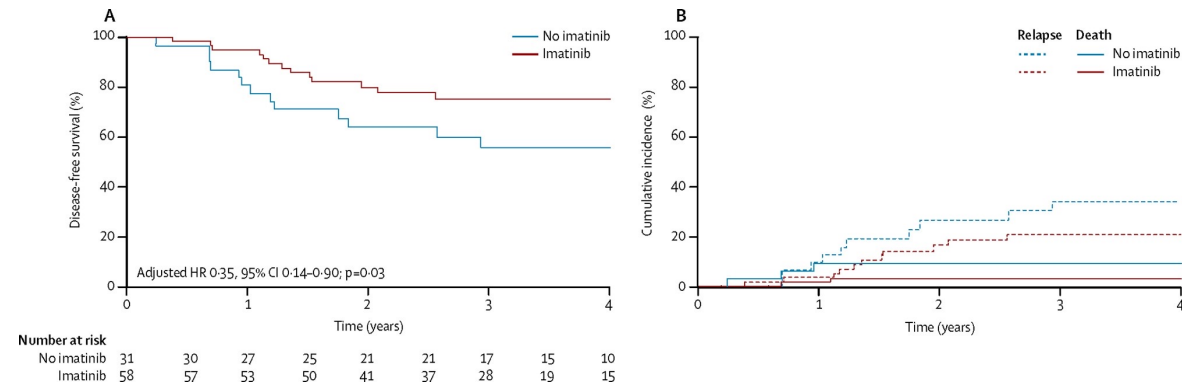 A
No imatinib
Imatinib
Disease-free survival (%)
100
80
60
40
20
0
Adjusted HR 0·35, 95% CI 0·14–0·90; p=0·03
0 1 2 3 4
Time (years)
Number at risk
No imatinib 31 30 27 25 21 21 17 15 10
Imatinib 58 57 53 50 41 37 28 19 15
B
Relapse Death
No imatinib
Imatinib
Cumulative incidence (%)
100
80
60
40
20
0
0 1 2 3 4
Time (years)